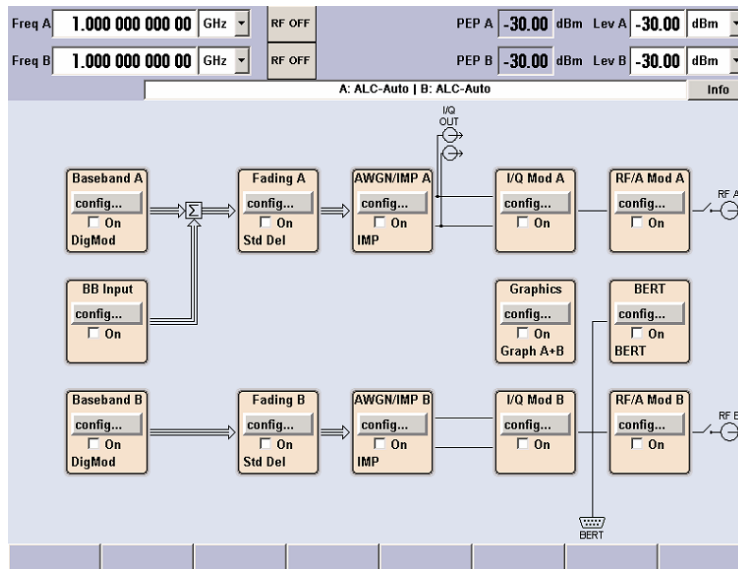 Freq A 1.000 000 000 00 GHz RF OFF PEP A -30.00 dBm Lev A -30.00 dBm
Freq B 1.000 000 000 00 GHz RF OFF PEP B -30.00 dBm Lev B -30.00 dBm
A: ALC-Auto | B: ALC-Auto Info
I/Q
OUT
Baseband A Fading A AWGN/IMP A I/Q Mod A RF/A Mod A
config... config... config... config... config... RF A
On Σ On On On On
DigMod Std Del IMP
BB Input Graphics BERT
config... config... config...
On On On
Graph A+B BERT
Baseband B Fading B AWGN/IMP B I/Q Mod B RF/A Mod B
config... config... config... config... config... RF B
On On On On On
DigMod Std Del IMP
BERT